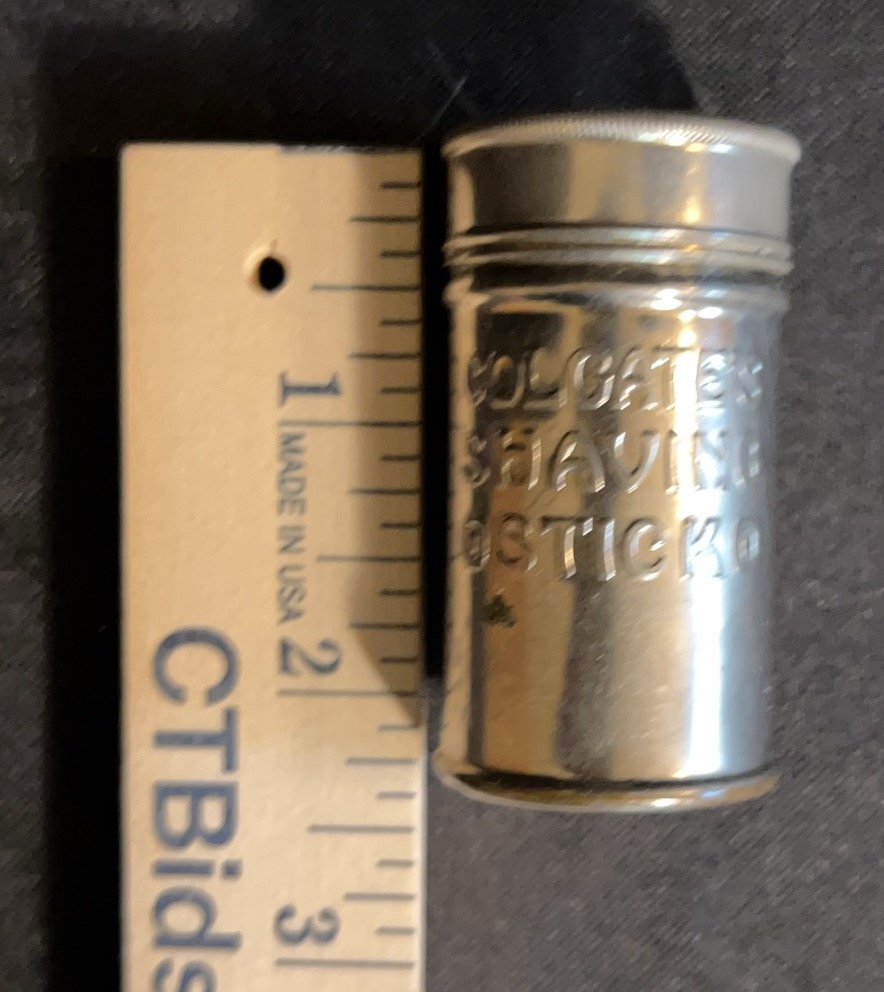 1
MADE IN USA
2
CTBids
3
COLGATE'S
SHAVING
STICK